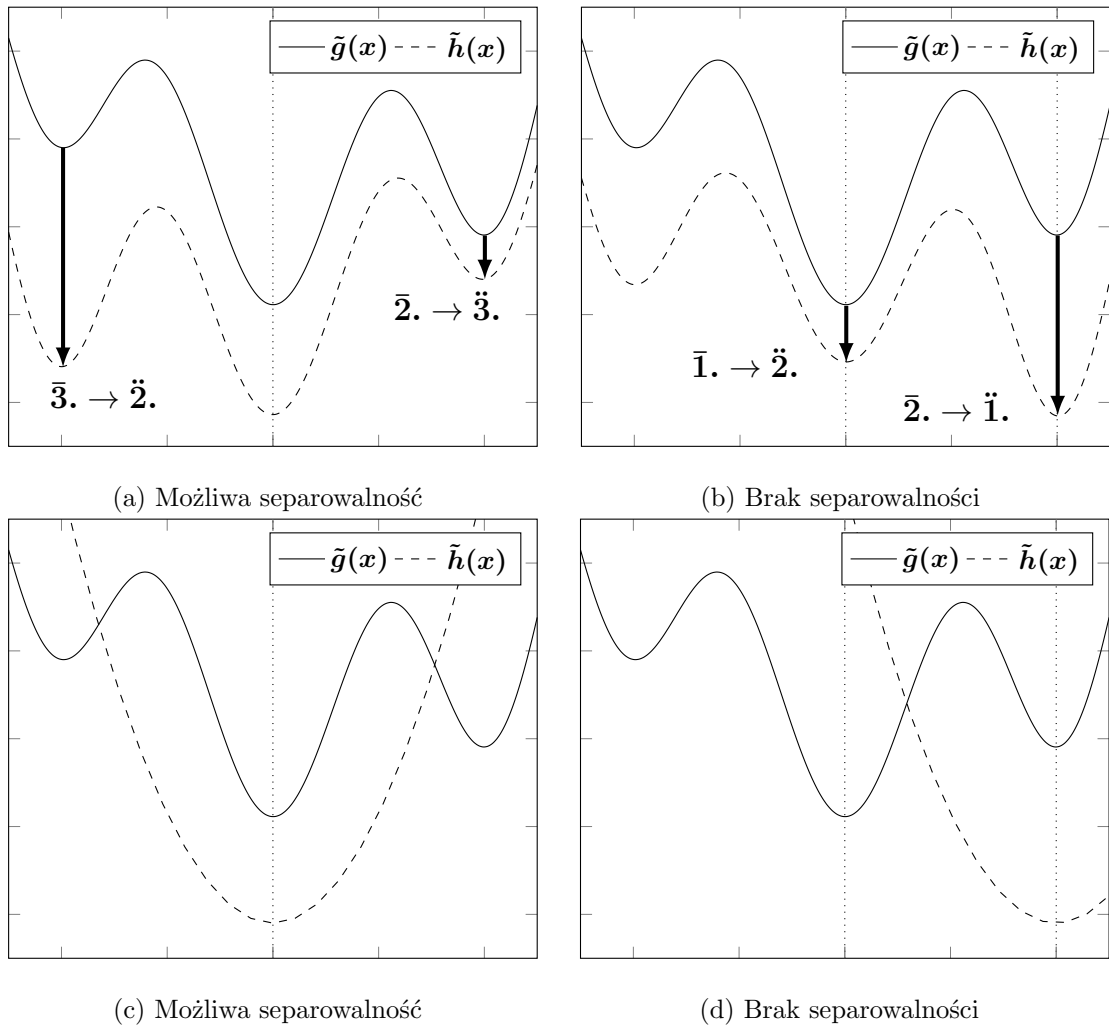 g̃(x) h̃(x)
2̄. → 3̈.
3̄. → 2̈.
(a) Możliwa separowalność
g̃(x) h̃(x)
1̄. → 2̈.
2̄. → 1̈.
(b) Brak separowalności
g̃(x) h̃(x)
(c) Możliwa separowalność
g̃(x) h̃(x)
(d) Brak separowalności